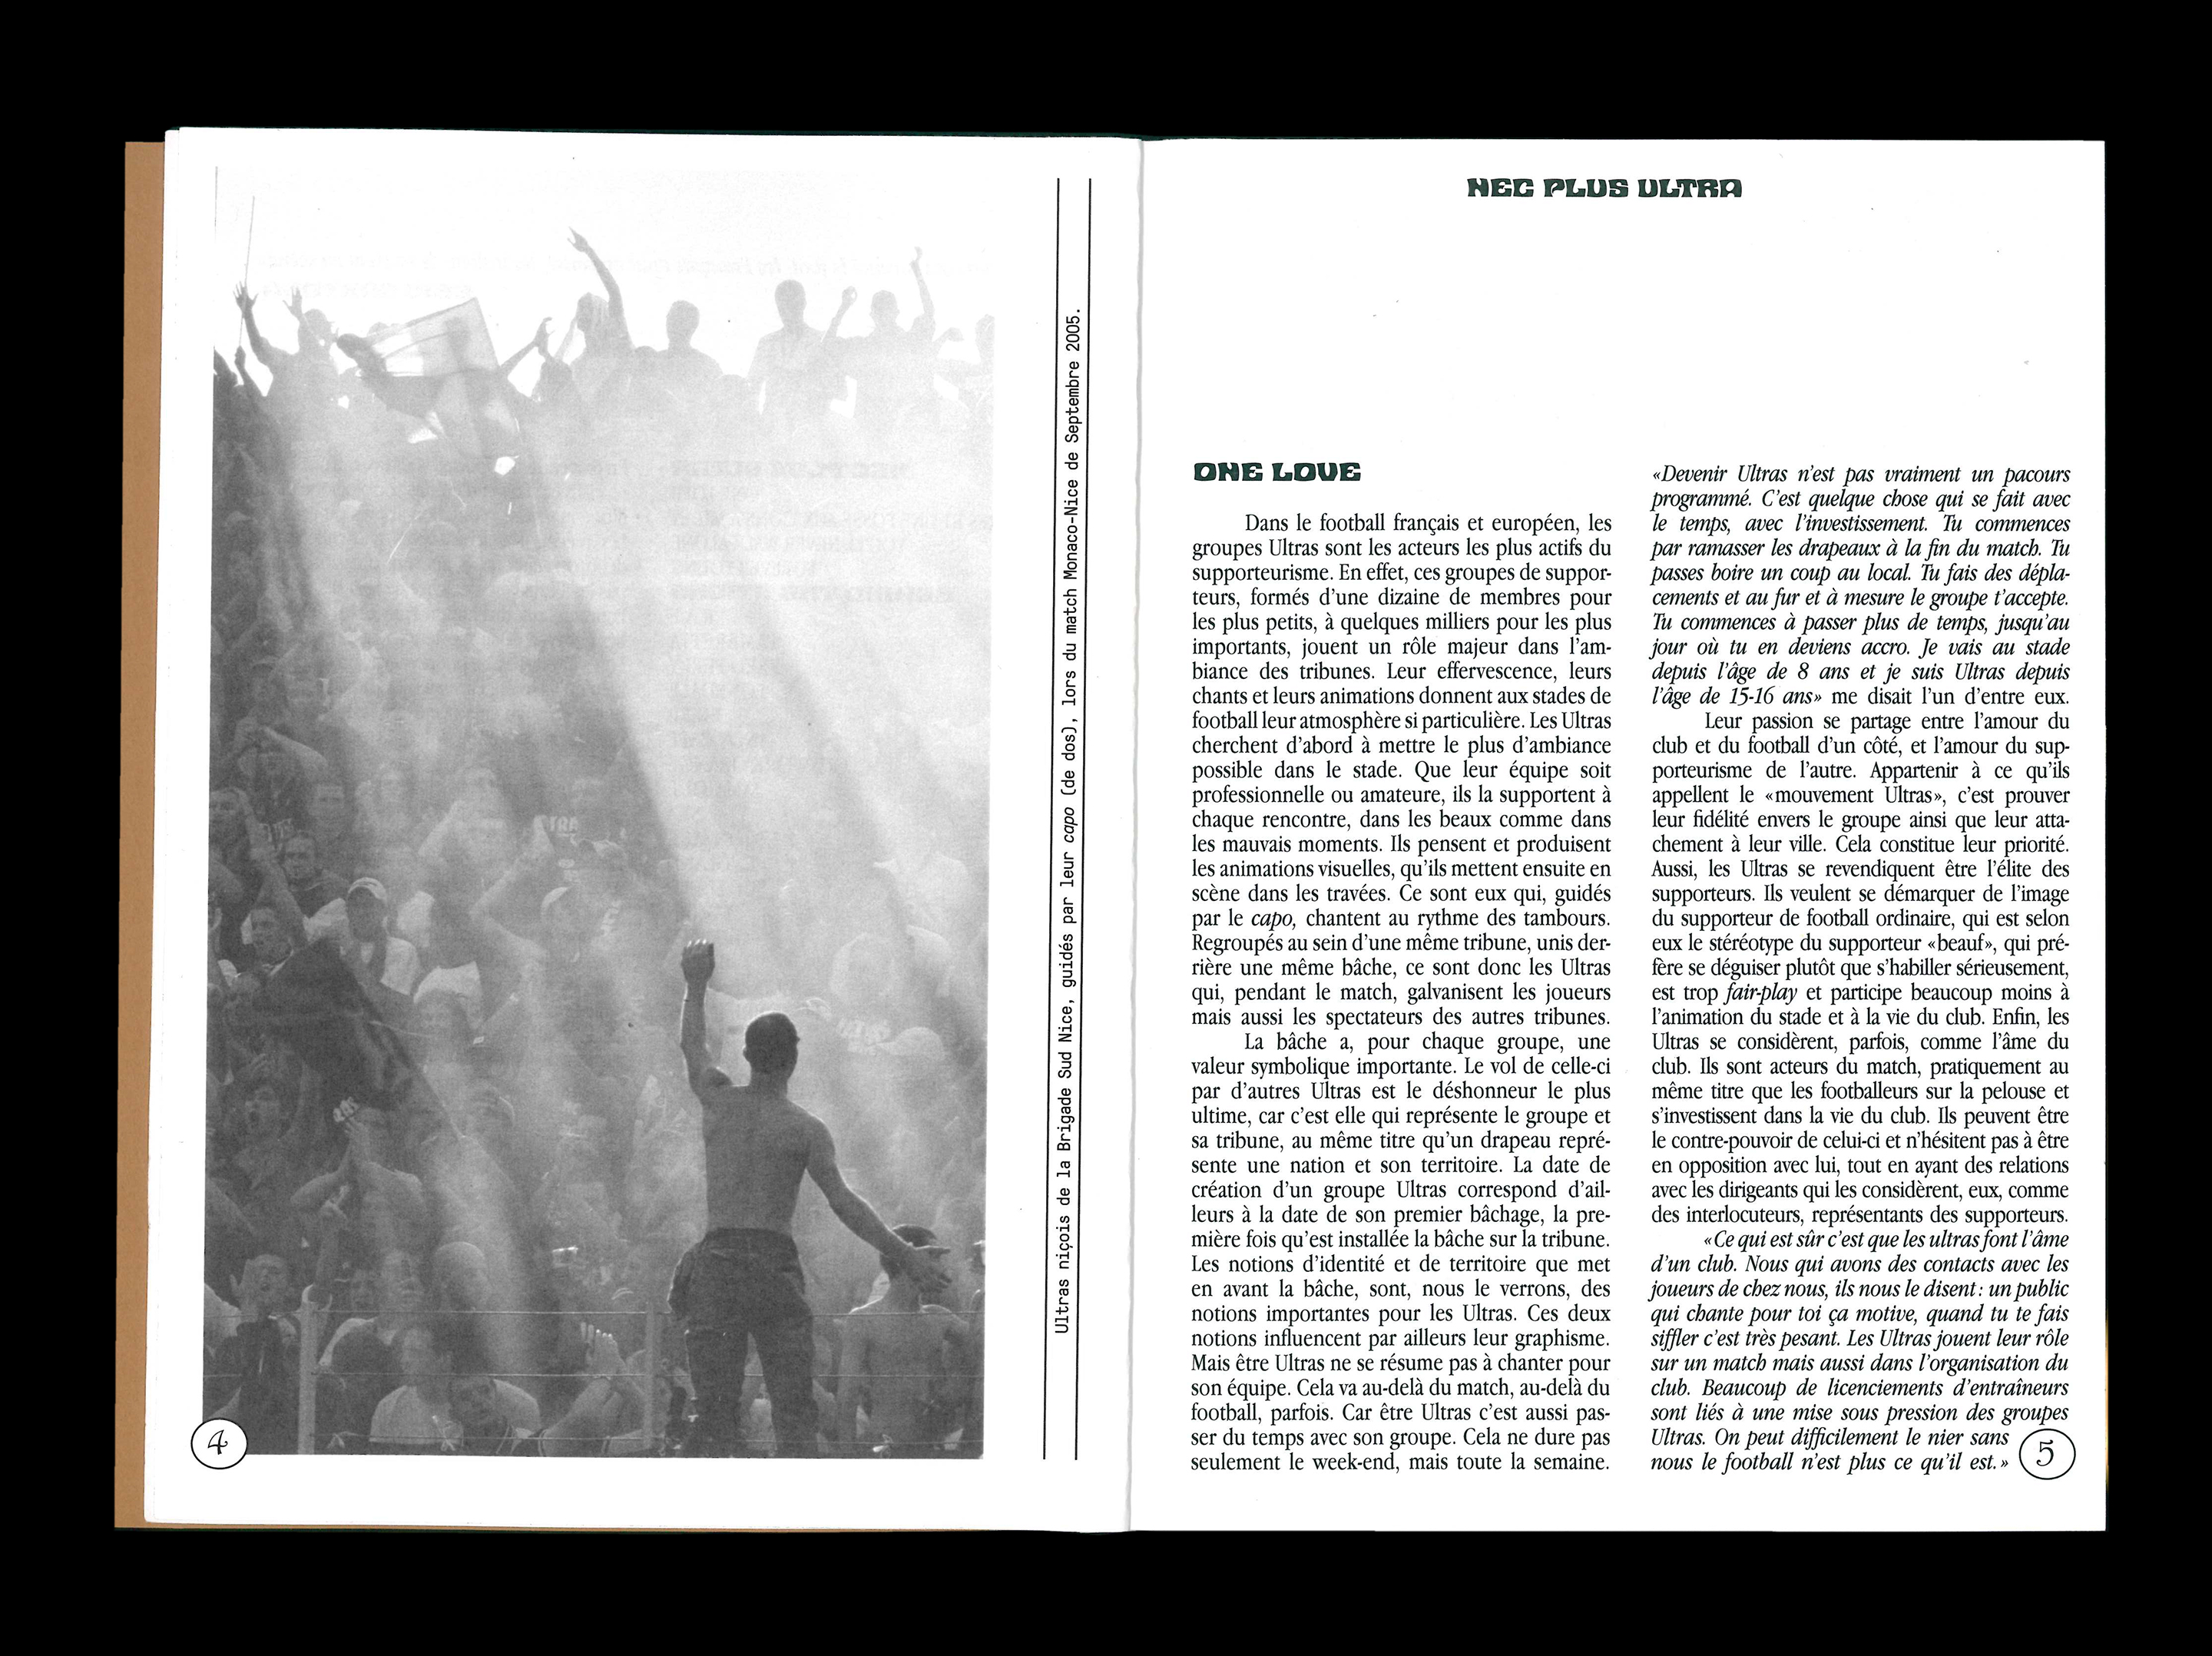 Ultras niçois de la Brigade Sud Nice, guidés par leur capo (de dos), lors du match Monaco-Nice de Septembre 2005.
4
NEC PLUS ULTRA
ONE LOVE
Dans le football français et européen, les
groupes Ultras sont les acteurs les plus actifs du
supporteurisme. En effet, ces groupes de suppor-
teurs, formés d'une dizaine de membres pour
les plus petits, à quelques milliers pour les plus
importants, jouent un rôle majeur dans l'am-
biance des tribunes. Leur effervescence, leurs
chants et leurs animations donnent aux stades de
football leur atmosphère si particulière. Les Ultras
cherchent d'abord à mettre le plus d'ambiance
possible dans le stade. Que leur équipe soit
professionnelle ou amateure, ils la supportent à
chaque rencontre, dans les beaux comme dans
les mauvais moments. Ils pensent et produisent
les animations visuelles, qu'ils mettent ensuite en
scène dans les travées. Ce sont eux qui, guidés
par le capo, chantent au rythme des tambours.
Regroupés au sein d'une même tribune, unis der-
rière une même bâche, ce sont donc les Ultras
qui, pendant le match, galvanisent les joueurs
mais aussi les spectateurs des autres tribunes.
La bâche a, pour chaque groupe, une
valeur symbolique importante. Le vol de celle-ci
par d'autres Ultras est le déshonneur le plus
ultime, car c'est elle qui représente le groupe et
sa tribune, au même titre qu'un drapeau repré-
sente une nation et son territoire. La date de
création d'un groupe Ultras correspond d'ail-
leurs à la date de son premier bâchage, la pre-
mière fois qu'est installée la bâche sur la tribune.
Les notions d'identité et de territoire que met
en avant la bâche, sont, nous le verrons, des
notions importantes pour les Ultras. Ces deux
notions influencent par ailleurs leur graphisme.
Mais être Ultras ne se résume pas à chanter pour
son équipe. Cela va au-delà du match, au-delà du
football, parfois. Car être Ultras c'est aussi pas-
ser du temps avec son groupe. Cela ne dure pas
seulement le week-end, mais toute la semaine.
«Devenir Ultras n'est pas vraiment un pacours
programmé. C'est quelque chose qui se fait avec
le temps, avec l'investissement. Tu commences
par ramasser les drapeaux à la fin du match. Tu
passes boire un coup au local. Tu fais des dépla-
cements et au fur et à mesure le groupe t'accepte.
Tu commences à passer plus de temps, jusqu'au
jour où tu en deviens accro. Je vais au stade
depuis l'âge de 8 ans et je suis Ultras depuis
l'âge de 15-16 ans» me disait l'un d'entre eux.
Leur passion se partage entre l'amour du
club et du football d'un côté, et l'amour du sup-
porteurisme de l'autre. Appartenir à ce qu'ils
appellent le «mouvement Ultras», c'est prouver
leur fidélité envers le groupe ainsi que leur atta-
chement à leur ville. Cela constitue leur priorité.
Aussi, les Ultras se revendiquent être l'élite des
supporteurs. Ils veulent se démarquer de l'image
du supporteur de football ordinaire, qui est selon
eux le stéréotype du supporteur «beauf», qui pré-
fère se déguiser plutôt que s'habiller sérieusement,
est trop fair-play et participe beaucoup moins à
l'animation du stade et à la vie du club. Enfin, les
Ultras se considèrent, parfois, comme l'âme du
club. Ils sont acteurs du match, pratiquement au
même titre que les footballeurs sur la pelouse et
s'investissent dans la vie du club. Ils peuvent être
le contre-pouvoir de celui-ci et n'hésitent pas à être
en opposition avec lui, tout en ayant des relations
avec les dirigeants qui les considèrent, eux, comme
des interlocuteurs, représentants des supporteurs.
«Ce qui est sûr c'est que les ultras font l'âme
d'un club. Nous qui avons des contacts avec les
joueurs de chez nous, ils nous le disent : un public
qui chante pour toi ça motive, quand tu te fais
siffler c'est très pesant. Les Ultras jouent leur rôle
sur un match mais aussi dans l'organisation du
club. Beaucoup de licenciements d'entraîneurs
sont liés à une mise sous pression des groupes
Ultras. On peut difficilement le nier sans
nous le football n'est plus ce qu'il est.»
5